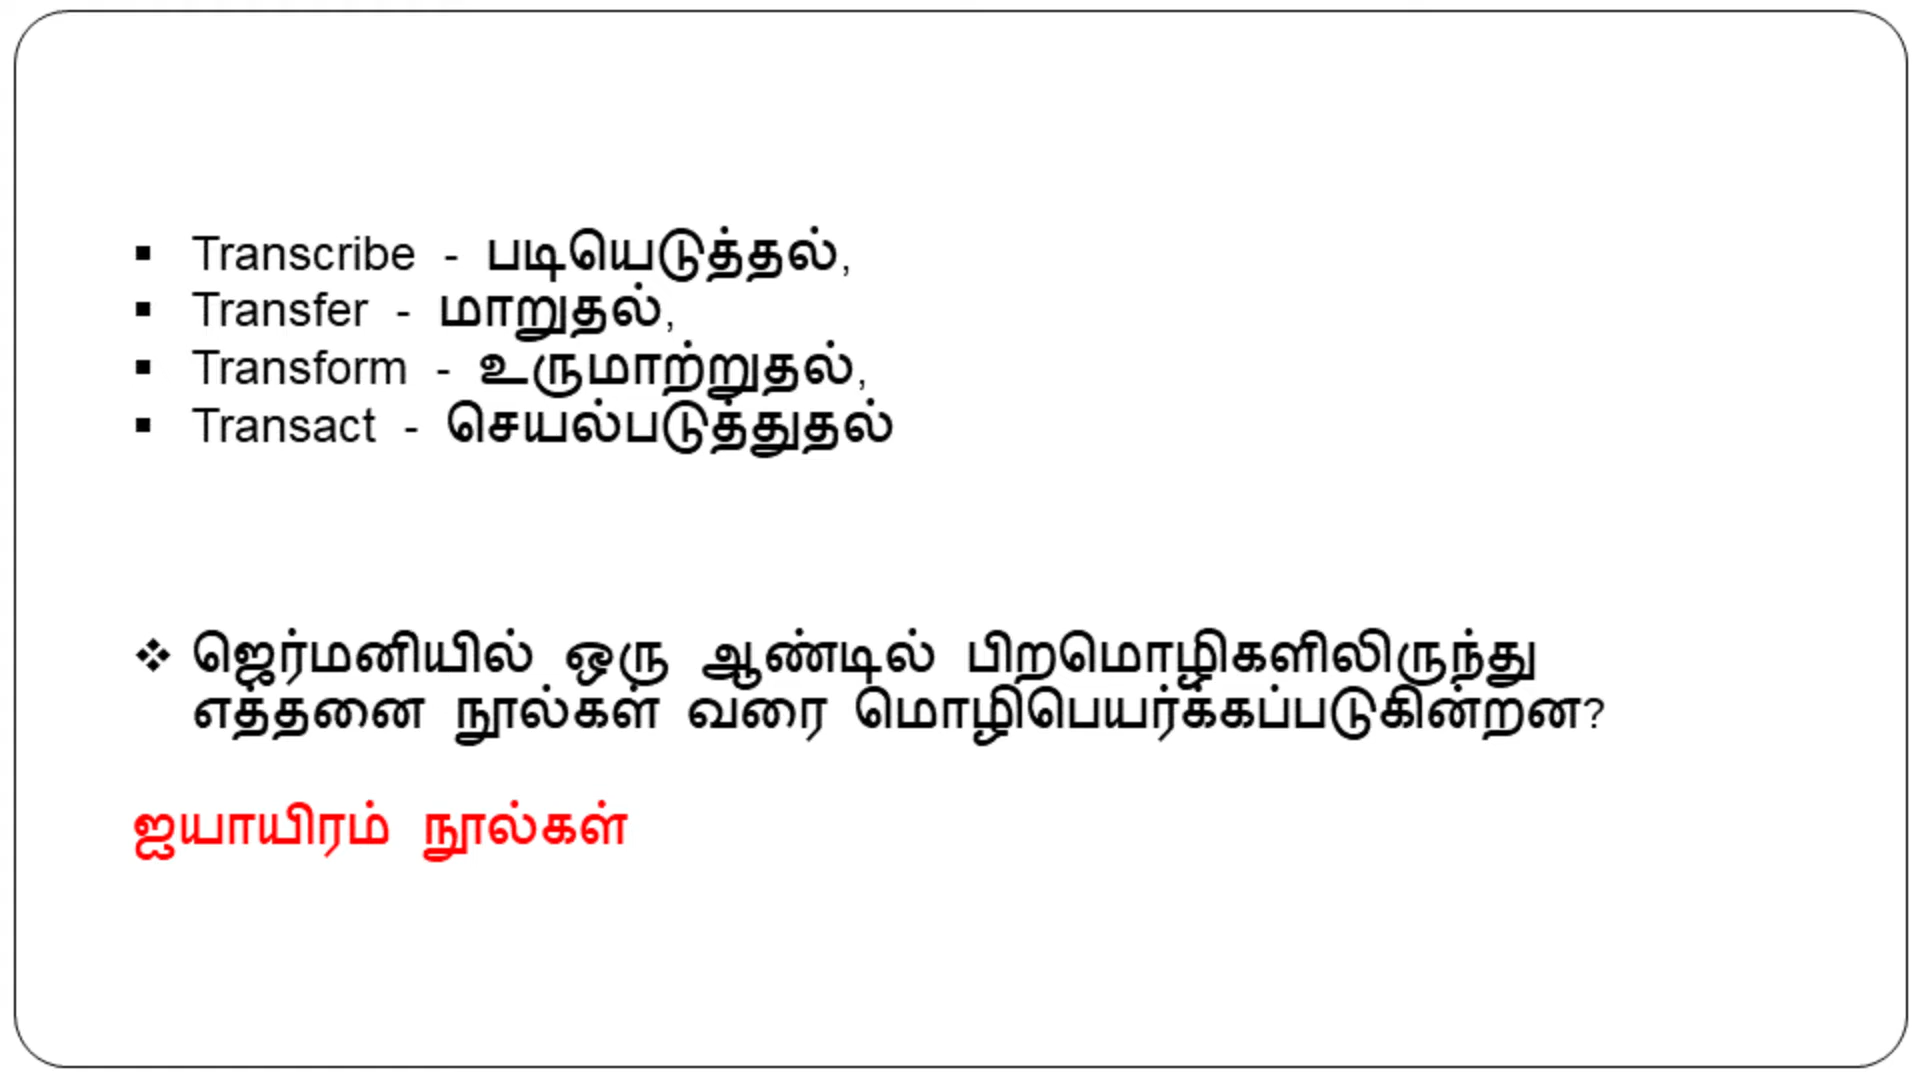 ▪ Transcribe - படியெடுத்தல்,
▪ Transfer - மாறுதல்,
▪ Transform - உருமாற்றுதல்,
▪ Transact - செயல்படுத்துதல்
❖ ஜெர்மனியில் ஒரு ஆண்டில் பிறமொழிகளிலிருந்து
எத்தனை நூல்கள் வரை மொழிபெயர்க்கப்படுகின்றன?
ஐயாயிரம் நூல்கள்